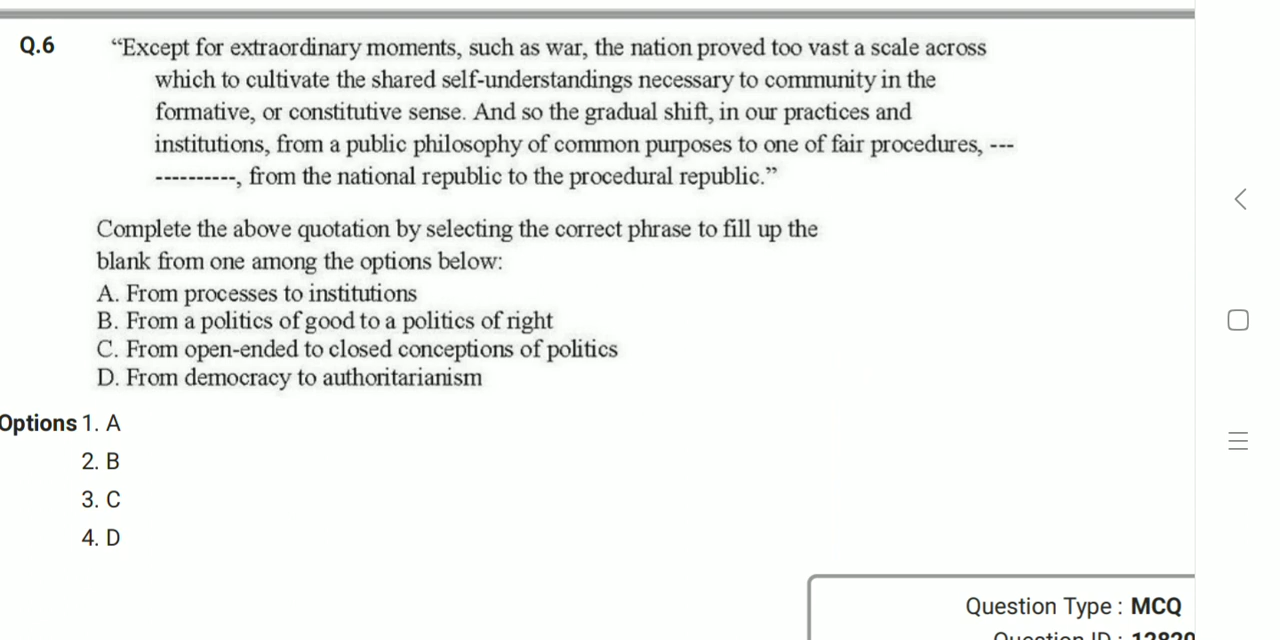 Q.6 “Except for extraordinary moments, such as war, the nation proved too vast a scale across
which to cultivate the shared self-understandings necessary to community in the
formative, or constitutive sense. And so the gradual shift, in our practices and
institutions, from a public philosophy of common purposes to one of fair procedures, ---
----------, from the national republic to the procedural republic.”
Complete the above quotation by selecting the correct phrase to fill up the
blank from one among the options below:
A. From processes to institutions
B. From a politics of good to a politics of right
C. From open-ended to closed conceptions of politics
D. From democracy to authoritarianism
Options 1. A
2. B
3. C
4. D
Question Type : MCQ
Question ID : 12820